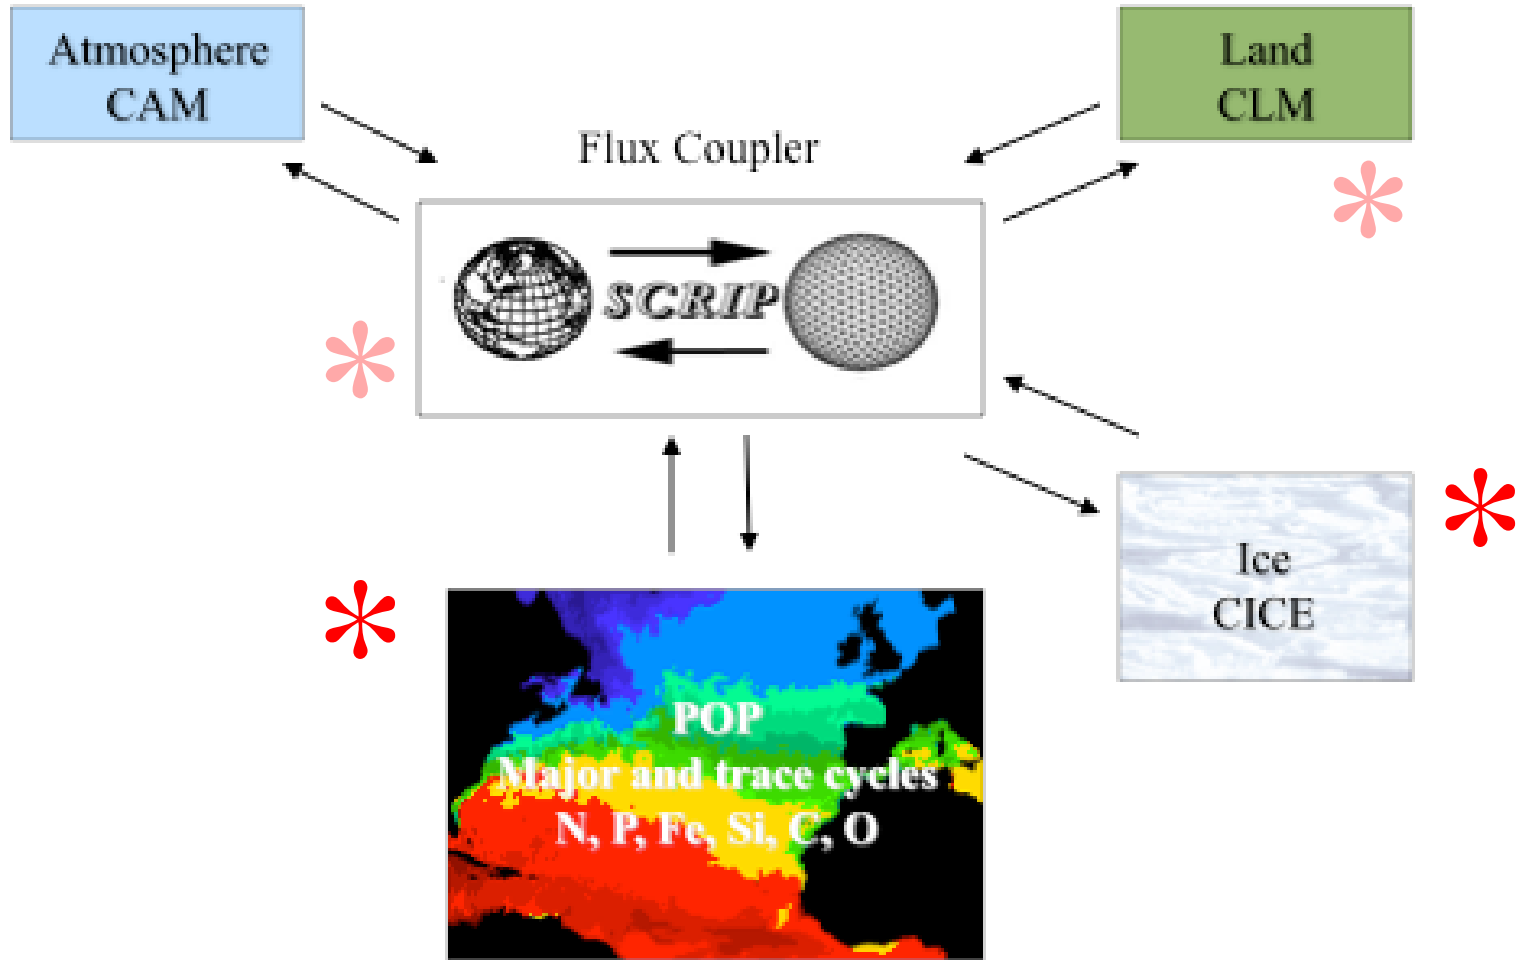 Atmosphere
CAM
Land
CLM
Flux Coupler
SCRIP
Ice
CICE
POP
Major and trace cycles
N, P, Fe, Si, C, O